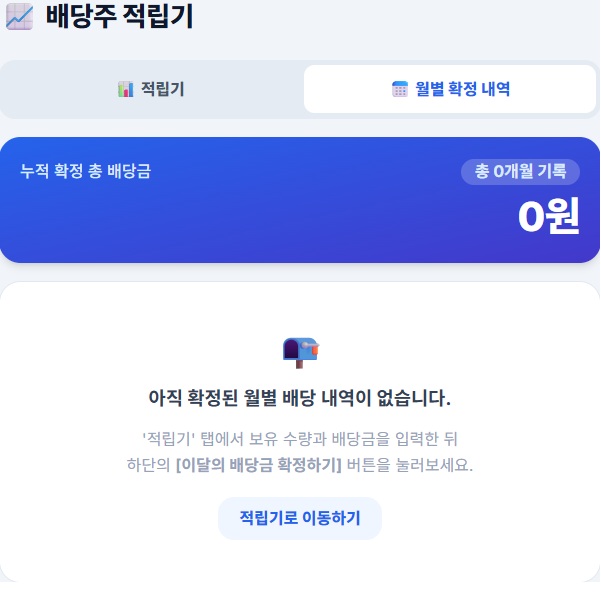 배당주 적립기
적립기
월별 확정 내역
누적 확정 총 배당금
총 0개월 기록
0원
아직 확정된 월별 배당 내역이 없습니다.
'적립기' 탭에서 보유 수량과 배당금을 입력한 뒤
하단의 [이달의 배당금 확정하기] 버튼을 눌러보세요.
적립기로 이동하기